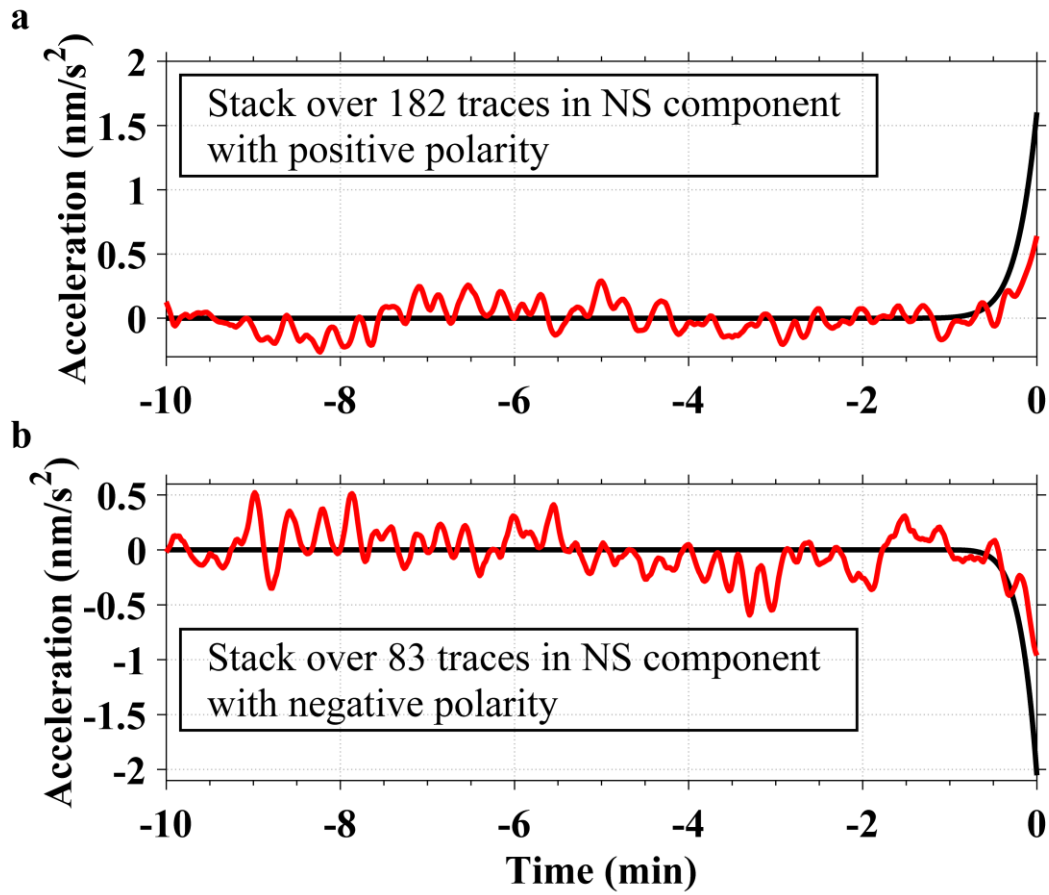 a
Acceleration (nm/s²)
2
1.5
1
0.5
0
Stack over 182 traces in NS component
with positive polarity
-10 -8 -6 -4 -2 0
b
Acceleration (nm/s²)
0.5
0
-0.5
-1
-1.5
-2
Stack over 83 traces in NS component
with negative polarity
-10 -8 -6 -4 -2 0
Time (min)